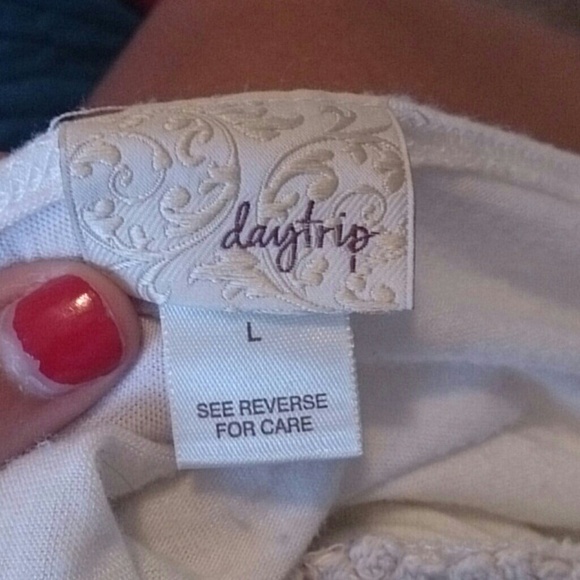 daytrip
L
SEE REVERSE
FOR CARE